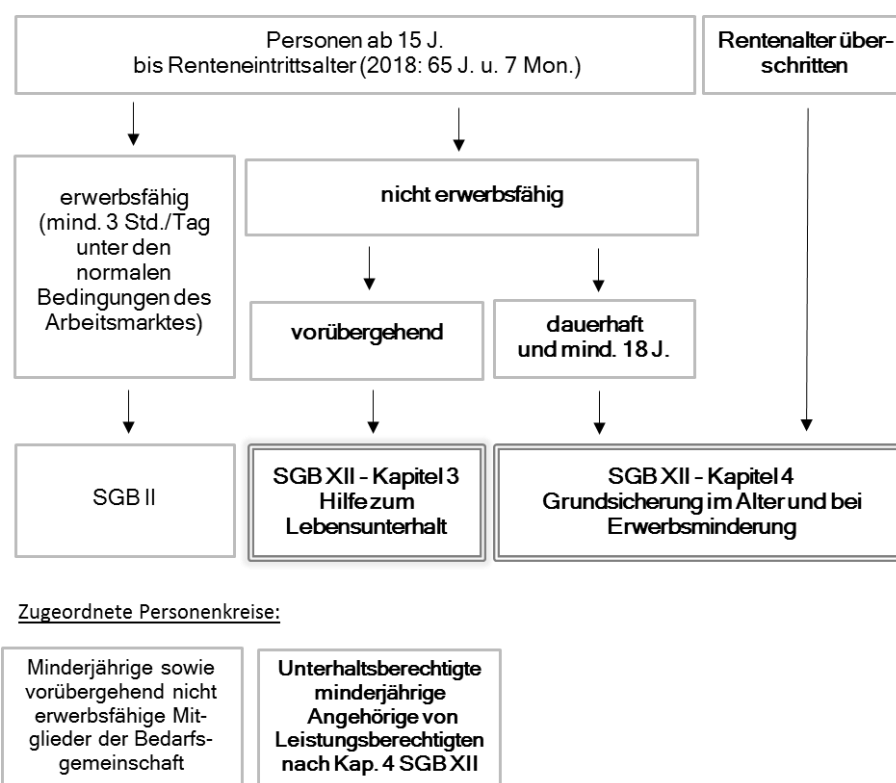 Personen ab 15 J.
bis Renteneintrittsalter (2018: 65 J. u. 7 Mon.)
Rentenalter über-
schritten
erwerbsfähig
(mind. 3 Std./Tag
unter den
normalen
Bedingungen des
Arbeitsmarktes)
nicht erwerbsfähig
vorübergehend
dauerhaft
und mind. 18 J.
SGB II
SGB XII - Kapitel 3
Hilfe zum
Lebensunterhalt
SGB XII - Kapitel 4
Grundsicherung im Alter und bei
Erwerbsminderung
Zugeordnete Personenkreise:
Minderjährige sowie
vorübergehend nicht
erwerbsfähige Mit-
glieder der Bedarfs-
gemeinschaft
Unterhaltsberechtigte
minderjährige
Angehörige von
Leistungsberechtigten
nach Kap. 4 SGB XII